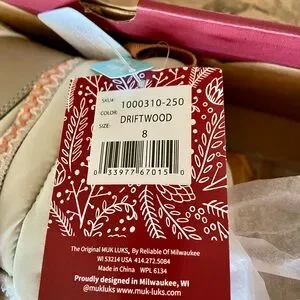 SKU#: 1000310-250
COLOR: DRIFTWOOD
SIZE: 8
0 33977 67015 0
The Original MUK LUKS, By Reliable Of Milwaukee
WI 53214 USA 414.272.5084
Made in China WPL 6134
Proudly designed in Milwaukee, WI
@mukluks www.muk-luks.com